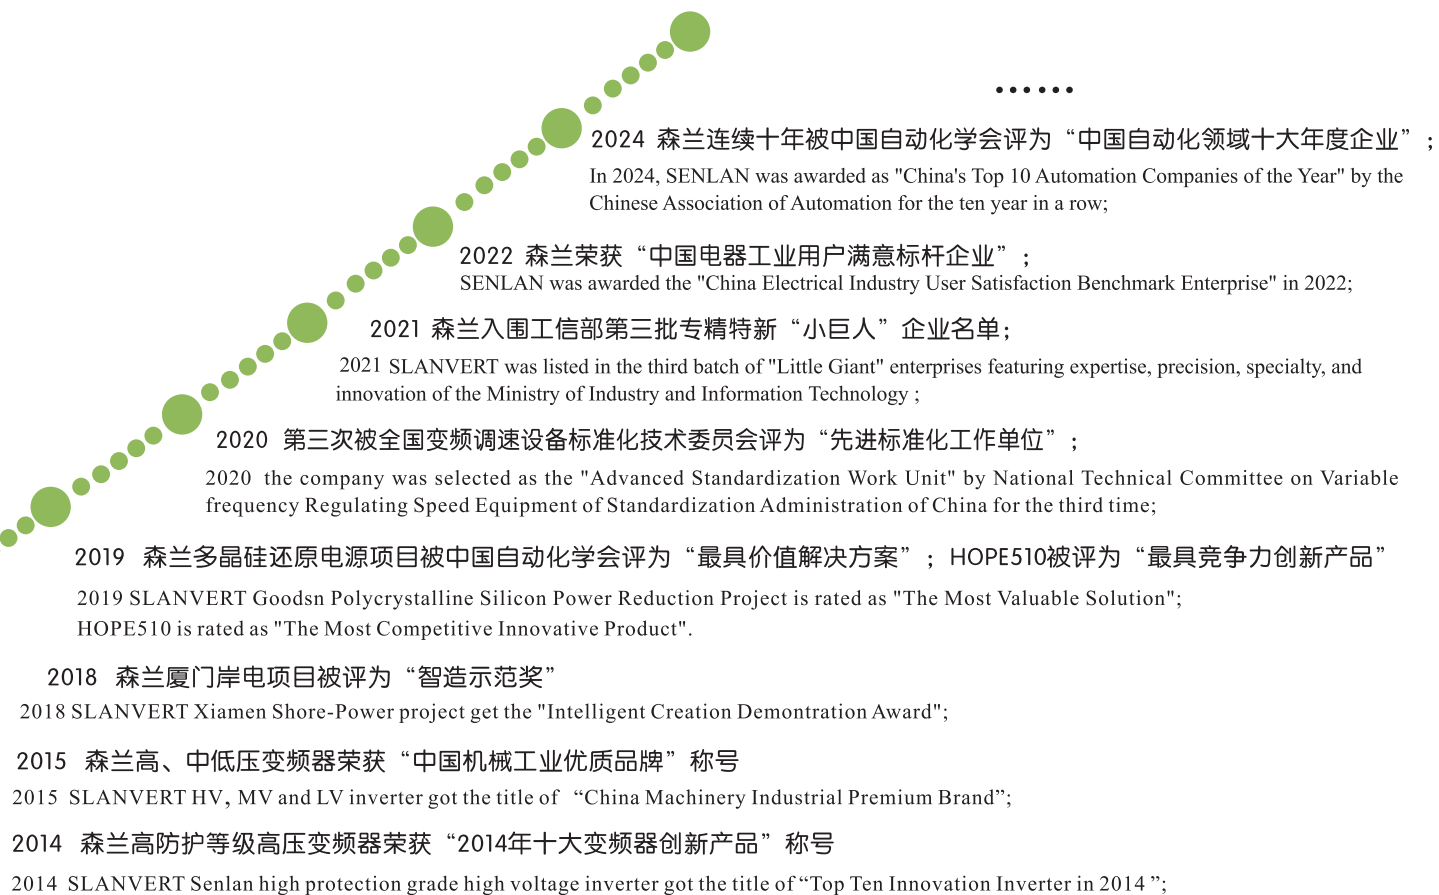 ......
2024 森兰连续十年被中国自动化学会评为“中国自动化领域十大年度企业”；
In 2024, SENLAN was awarded as "China's Top 10 Automation Companies of the Year" by the
Chinese Association of Automation for the ten year in a row;
2022 森兰荣获“中国电器工业用户满意标杆企业”；
SENLAN was awarded the "China Electrical Industry User Satisfaction Benchmark Enterprise" in 2022;
2021 森兰入围工信部第三批专精特新“小巨人”企业名单；
2021 SLANVERT was listed in the third batch of "Little Giant" enterprises featuring expertise, precision, specialty, and
innovation of the Ministry of Industry and Information Technology ;
2020 第三次被全国变频调速设备标准化技术委员会评为“先进标准化工作单位”；
2020 the company was selected as the "Advanced Standardization Work Unit" by National Technical Committee on Variable
frequency Regulating Speed Equipment of Standardization Administration of China for the third time;
2019 森兰多晶硅还原电源项目被中国自动化学会评为“最具价值解决方案”；HOPE510被评为“最具竞争力创新产品”
2019 SLANVERT Goodsn Polycrystalline Silicon Power Reduction Project is rated as "The Most Valuable Solution";
HOPE510 is rated as "The Most Competitive Innovative Product".
2018 森兰厦门岸电项目被评为“智造示范奖”
2018 SLANVERT Xiamen Shore-Power project get the "Intelligent Creation Demontration Award";
2015 森兰高、中低压变频器荣获“中国机械工业优质品牌”称号
2015 SLANVERT HV, MV and LV inverter got the title of “China Machinery Industrial Premium Brand”;
2014 森兰高防护等级高压变频器荣获“2014年十大变频器创新产品”称号
2014 SLANVERT Senlan high protection grade high voltage inverter got the title of “Top Ten Innovation Inverter in 2014 ”;